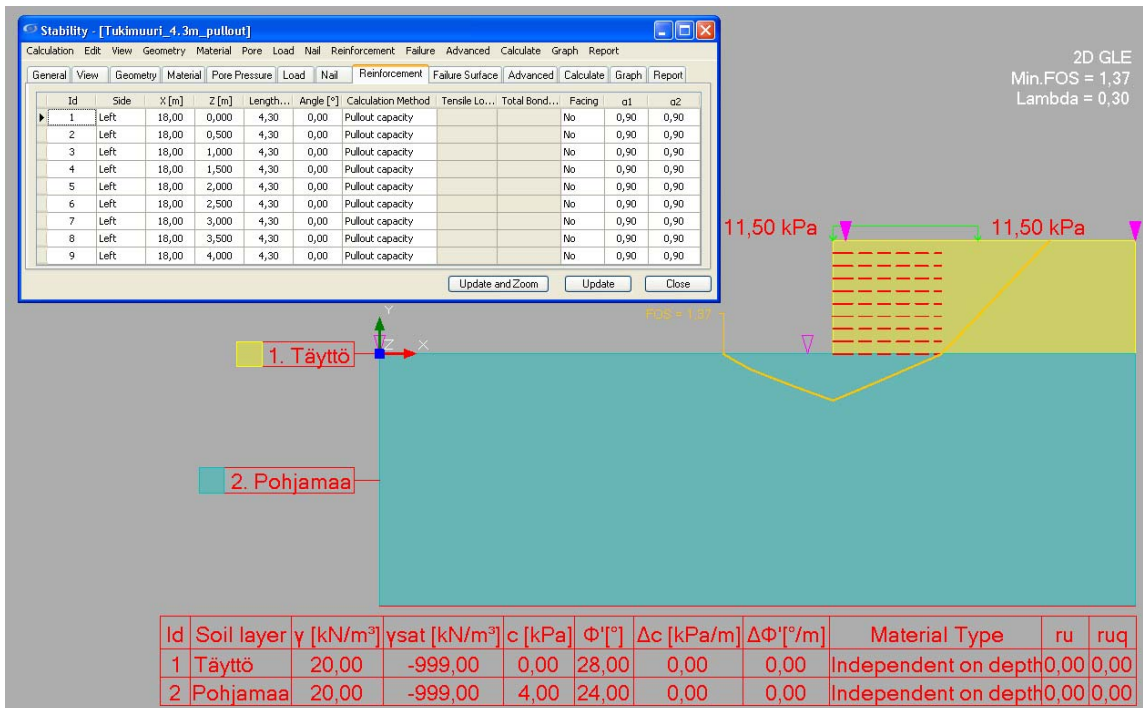 Stability - [Tukimuuri_4.3m_pullout]
Calculation Edit View Geometry Material Pore Load Nail Reinforcement Failure Advanced Calculate Graph Report
General View Geometry Material Pore Pressure Load Nail Reinforcement Failure Surface Advanced Calculate Graph Report
Id Side X [m] Z [m] Length... Angle [°] Calculation Method Tensile Lo... Total Bond... Facing α1 α2
1 Left 18,00 0,000 4,30 0,00 Pullout capacity No 0,90 0,90
2 Left 18,00 0,500 4,30 0,00 Pullout capacity No 0,90 0,90
3 Left 18,00 1,000 4,30 0,00 Pullout capacity No 0,90 0,90
4 Left 18,00 1,500 4,30 0,00 Pullout capacity No 0,90 0,90
5 Left 18,00 2,000 4,30 0,00 Pullout capacity No 0,90 0,90
6 Left 18,00 2,500 4,30 0,00 Pullout capacity No 0,90 0,90
7 Left 18,00 3,000 4,30 0,00 Pullout capacity No 0,90 0,90
8 Left 18,00 3,500 4,30 0,00 Pullout capacity No 0,90 0,90
9 Left 18,00 4,000 4,30 0,00 Pullout capacity No 0,90 0,90
Update and Zoom Update Close
2D GLE
Min.FOS = 1,37
Lambda = 0,30
11,50 kPa 11,50 kPa
FOS = 1,37
Y
Z X
1. Täyttö
2. Pohjamaa
Id Soil layer γ [kN/m³] γsat [kN/m³] c [kPa] Φ'[°] Δc [kPa/m] ΔΦ'[°/m] Material Type ru ruq
1 Täyttö 20,00 -999,00 0,00 28,00 0,00 0,00 Independent on depth 0,00 0,00
2 Pohjamaa 20,00 -999,00 4,00 24,00 0,00 0,00 Independent on depth 0,00 0,00